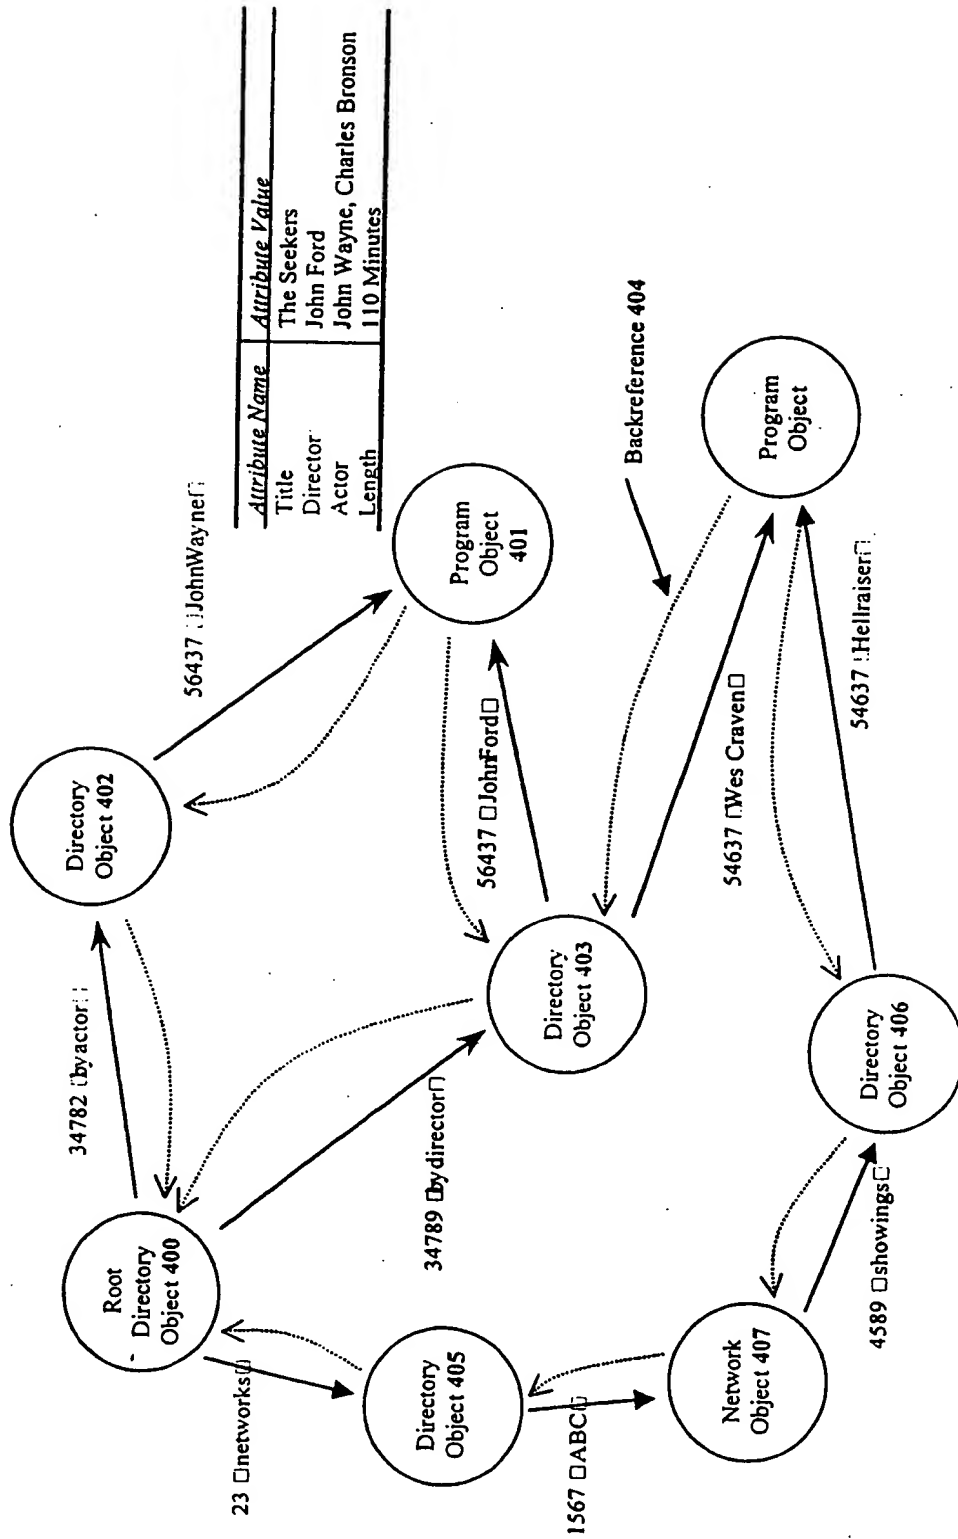 Attribute Name Attribute Value
Title The Seekers
Director John Ford
Actor John Wayne, Charles Bronson
Length 110 Minutes
Directory
Object 402
56437 □JohnWayne□
34782 □byactor□
Root
Directory
Object 400
Program
Object
401
56437 □JohnFord□
34789 □bydirector□
Directory
Object 403
Backreference 404
23 □networks□
Directory
Object 405
54637 □Wes Craven□
Program
Object
1567 □ABC□
Network
Object 407
54637 □Hellraiser□
Directory
Object 406
4589 □showings□